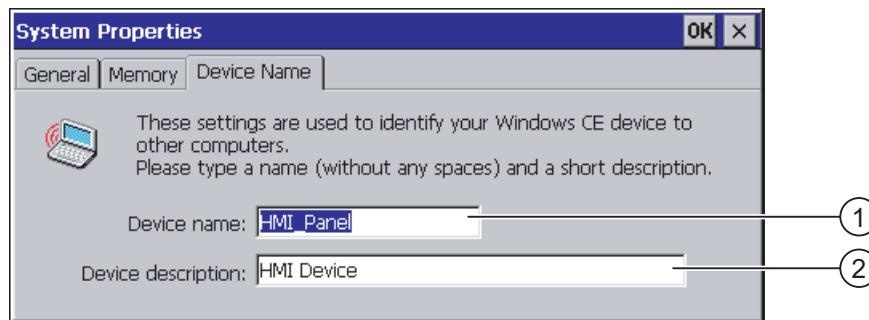 System Properties OK ×
General Memory Device Name
These settings are used to identify your Windows CE device to
other computers.
Please type a name (without any spaces) and a short description.
Device name: HMI_Panel 1
Device description: HMI Device 2